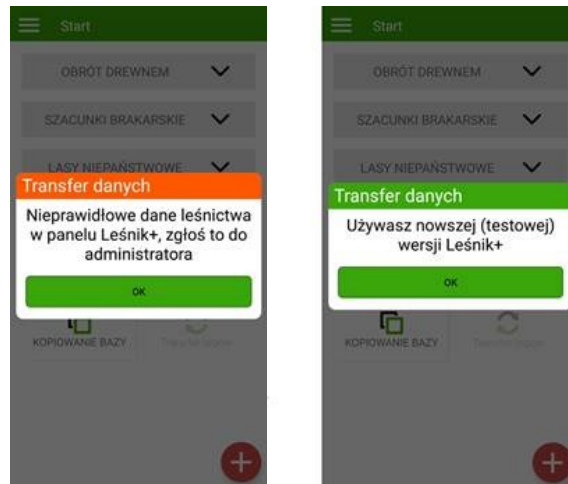 Start
OBRÓT DREWNEM
SZACUNKI BRAKARSKIE
LASY NIEPAŃSTWOWE
Transfer danych
Nieprawidłowe dane leśnictwa
w panelu Leśnik+, zgłoś to do
administratora
OK
KOPIOWANIE BAZY
Start
OBRÓT DREWNEM
SZACUNKI BRAKARSKIE
LASY NIEPAŃSTWOWE
Transfer danych
Używasz nowszej (testowej)
wersji Leśnik+
OK
KOPIOWANIE BAZY